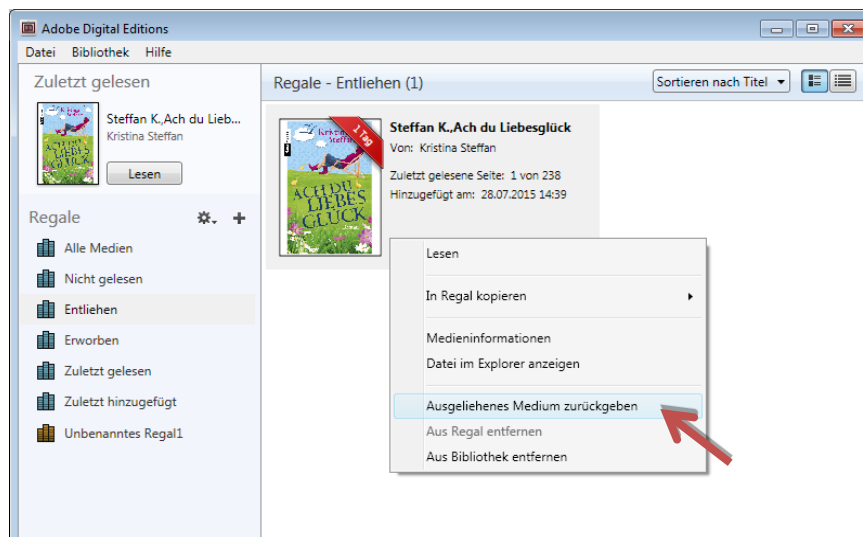 Adobe Digital Editions
Datei Bibliothek Hilfe
Zuletzt gelesen
Steffan K.,Ach du Lieb...
Kristina Steffan
Lesen
Regale
Alle Medien
Nicht gelesen
Entliehen
Erworben
Zuletzt gelesen
Zuletzt hinzugefügt
Unbenanntes Regal1
Regale - Entliehen (1)
Sortieren nach Titel
1 Tag
ACH DU
LIEBES
GLÜCK
Steffan K.,Ach du Liebesglück
Von: Kristina Steffan
Zuletzt gelesene Seite: 1 von 238
Hinzugefügt am: 28.07.2015 14:39
Lesen
In Regal kopieren
Medieninformationen
Datei im Explorer anzeigen
Ausgeliehenes Medium zurückgeben
Aus Regal entfernen
Aus Bibliothek entfernen